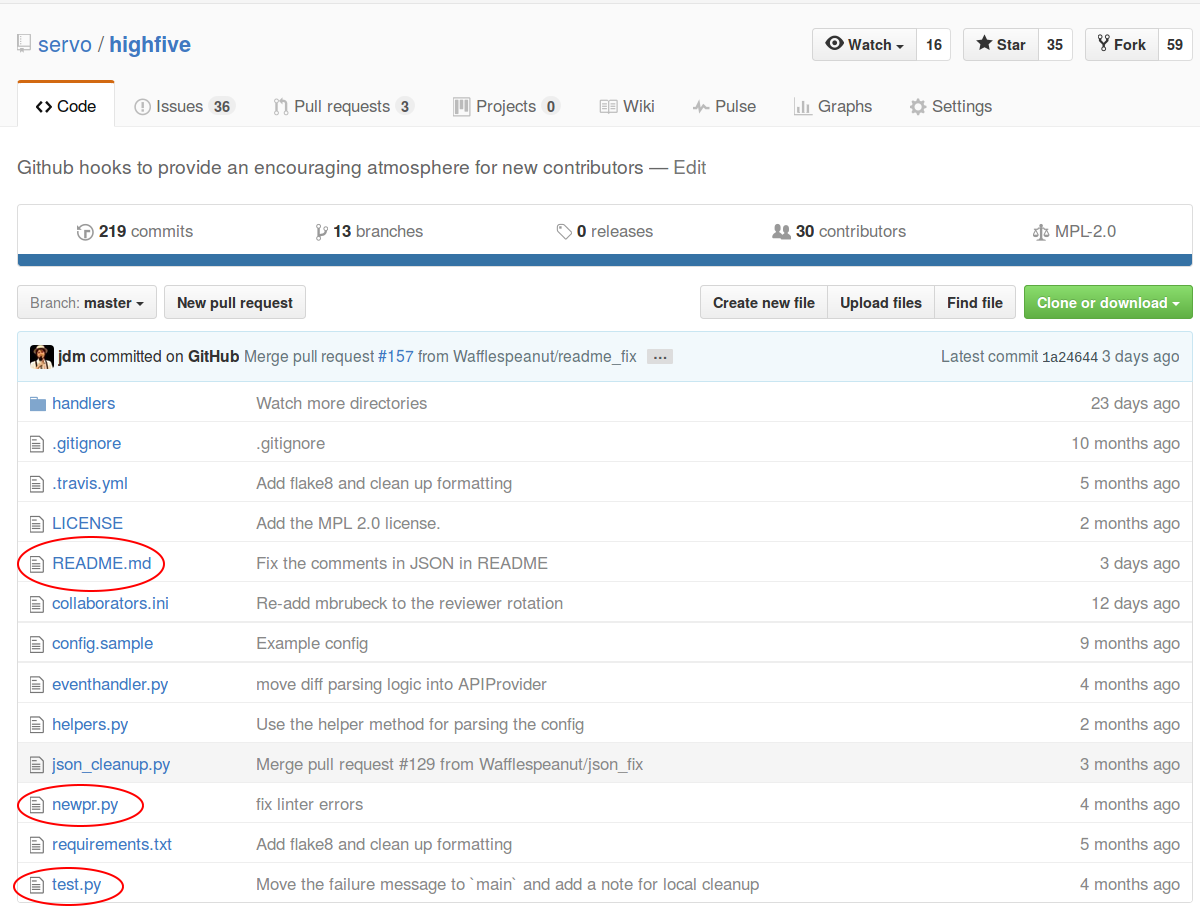 servo / highfive Watch 16 Star 35 Fork 59
Code Issues 36 Pull requests 3 Projects 0 Wiki Pulse Graphs Settings
Github hooks to provide an encouraging atmosphere for new contributors — Edit
219 commits 13 branches 0 releases 30 contributors MPL-2.0
Branch: master New pull request Create new file Upload files Find file Clone or download
jdm committed on GitHub Merge pull request #157 from Wafflespeanut/readme_fix … Latest commit 1a24644 3 days ago
handlers Watch more directories 23 days ago
.gitignore .gitignore 10 months ago
.travis.yml Add flake8 and clean up formatting 5 months ago
LICENSE Add the MPL 2.0 license. 2 months ago
README.md Fix the comments in JSON in README 3 days ago
collaborators.ini Re-add mbrubeck to the reviewer rotation 12 days ago
config.sample Example config 9 months ago
eventhandler.py move diff parsing logic into APIProvider 4 months ago
helpers.py Use the helper method for parsing the config 2 months ago
json_cleanup.py Merge pull request #129 from Wafflespeanut/json_fix 3 months ago
newpr.py fix linter errors 4 months ago
requirements.txt Add flake8 and clean up formatting 5 months ago
test.py Move the failure message to `main` and add a note for local cleanup 4 months ago